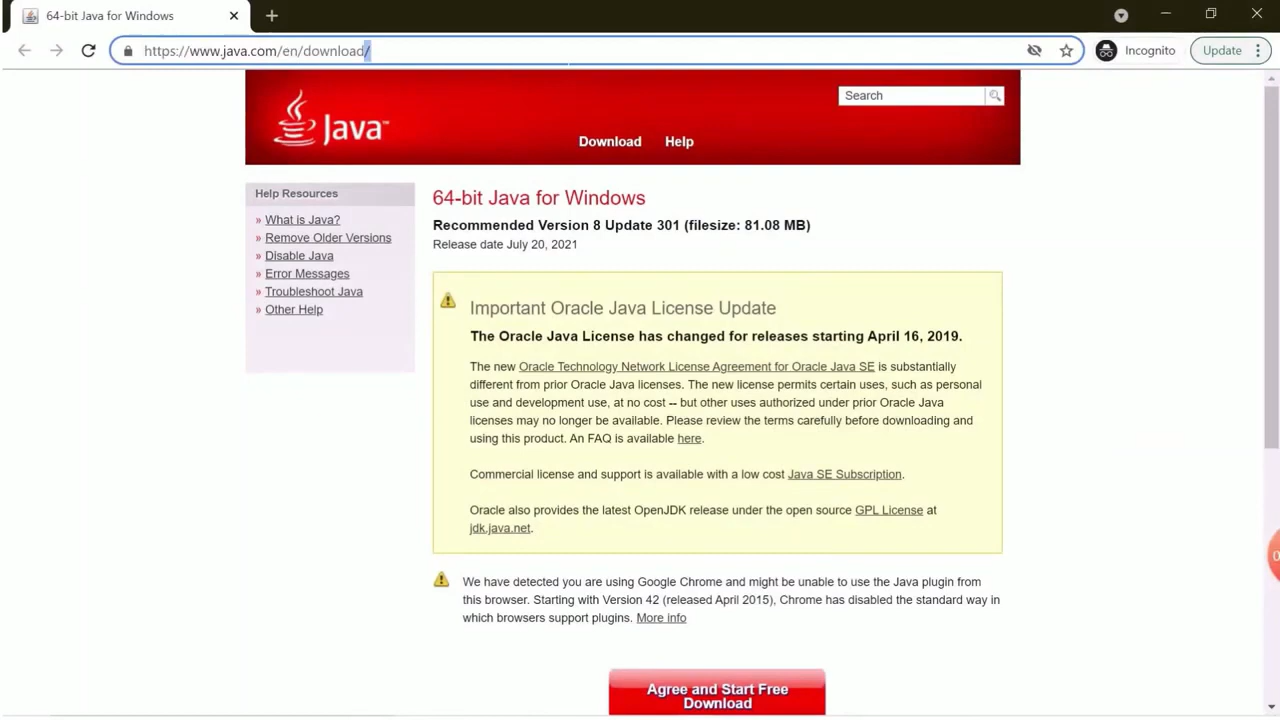 64-bit Java for Windows
https://www.java.com/en/download/
Incognito
Update
Java™
Search
Download
Help
Help Resources
» What is Java?
» Remove Older Versions
» Disable Java
» Error Messages
» Troubleshoot Java
» Other Help
64-bit Java for Windows
Recommended Version 8 Update 301 (filesize: 81.08 MB)
Release date July 20, 2021
Important Oracle Java License Update
The Oracle Java License has changed for releases starting April 16, 2019.
The new Oracle Technology Network License Agreement for Oracle Java SE is substantially
different from prior Oracle Java licenses. The new license permits certain uses, such as personal
use and development use, at no cost -- but other uses authorized under prior Oracle Java
licenses may no longer be available. Please review the terms carefully before downloading and
using this product. An FAQ is available here.
Commercial license and support is available with a low cost Java SE Subscription.
Oracle also provides the latest OpenJDK release under the open source GPL License at
jdk.java.net.
We have detected you are using Google Chrome and might be unable to use the Java plugin from
this browser. Starting with Version 42 (released April 2015), Chrome has disabled the standard way in
which browsers support plugins. More info
Agree and Start Free
Download